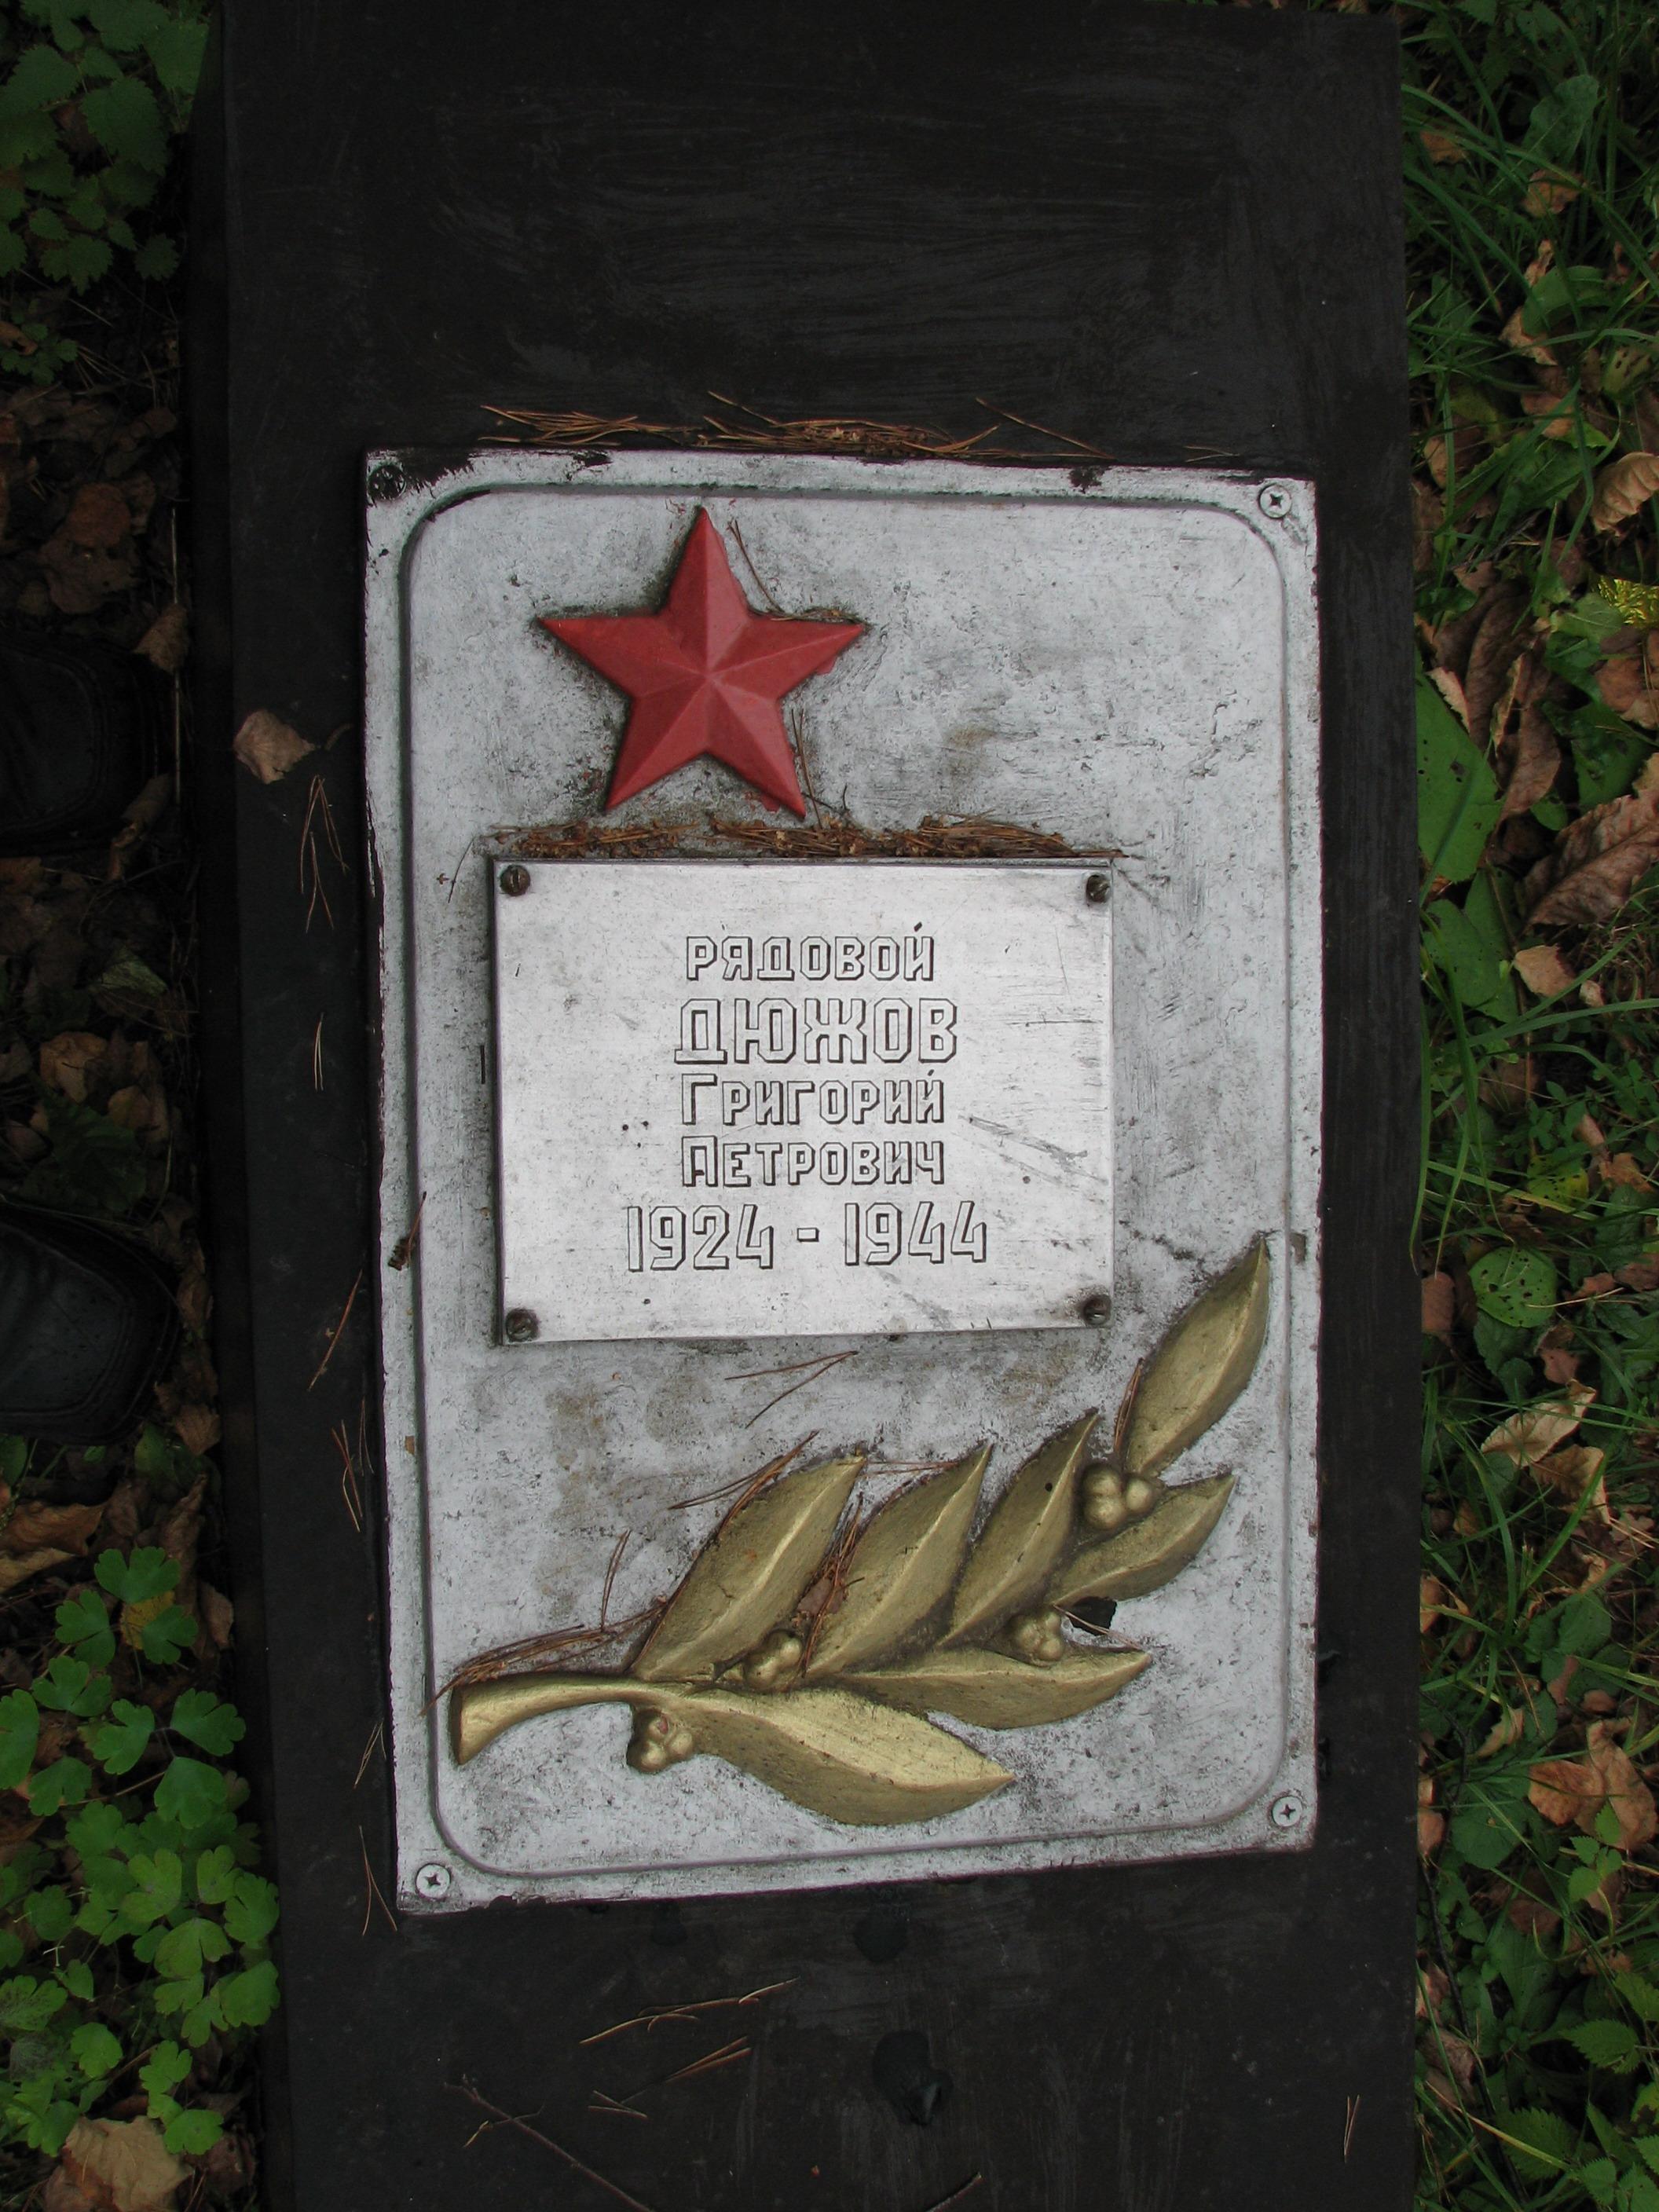 РЯДОВОЙ
ДЮЖОВ
ГРИГОРИЙ
ПЕТРОВИЧ
1924 - 1944